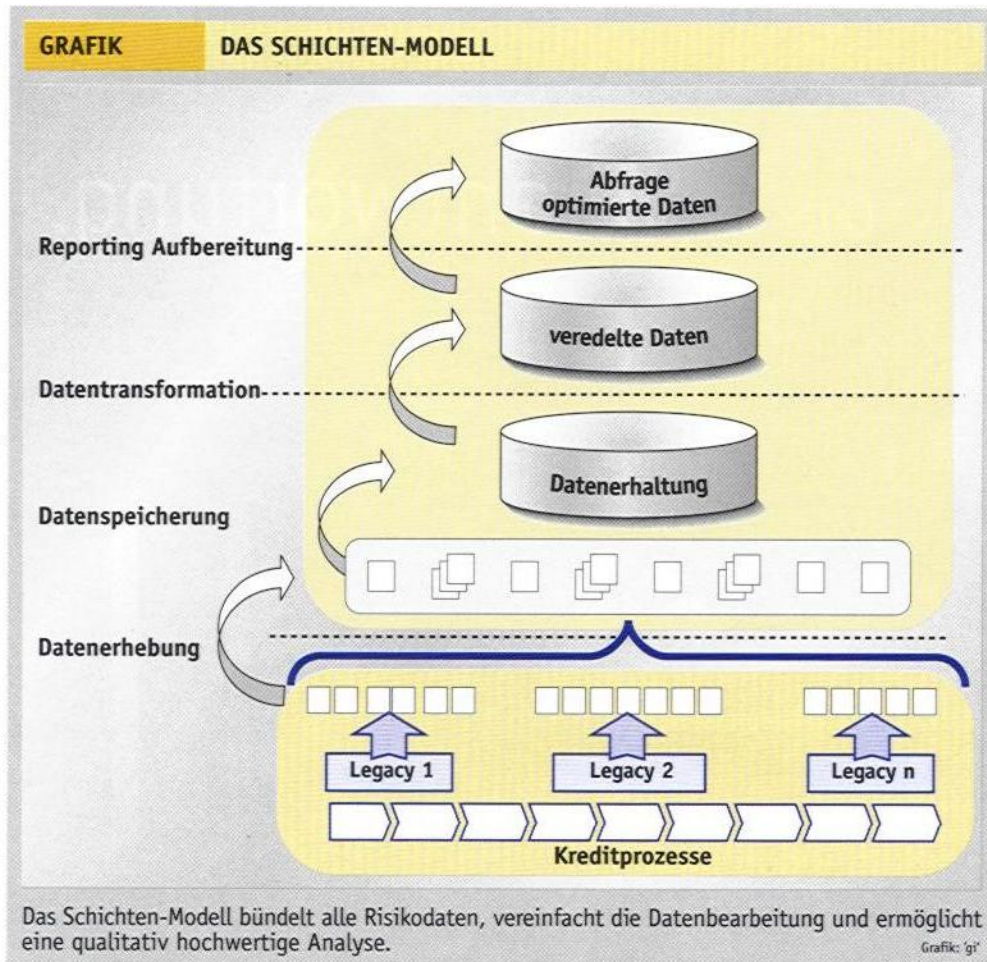 GRAFIK DAS SCHICHTEN-MODELL
Abfrage
optimierte Daten
Reporting Aufbereitung
veredelte Daten
Datentransformation
Datenerhaltung
Datenspeicherung
Datenerhebung
Legacy 1 Legacy 2 Legacy n
Kreditprozesse
Das Schichten-Modell bündelt alle Risikodaten, vereinfacht die Datenbearbeitung und ermöglicht
eine qualitativ hochwertige Analyse.
Grafik: 'gi'